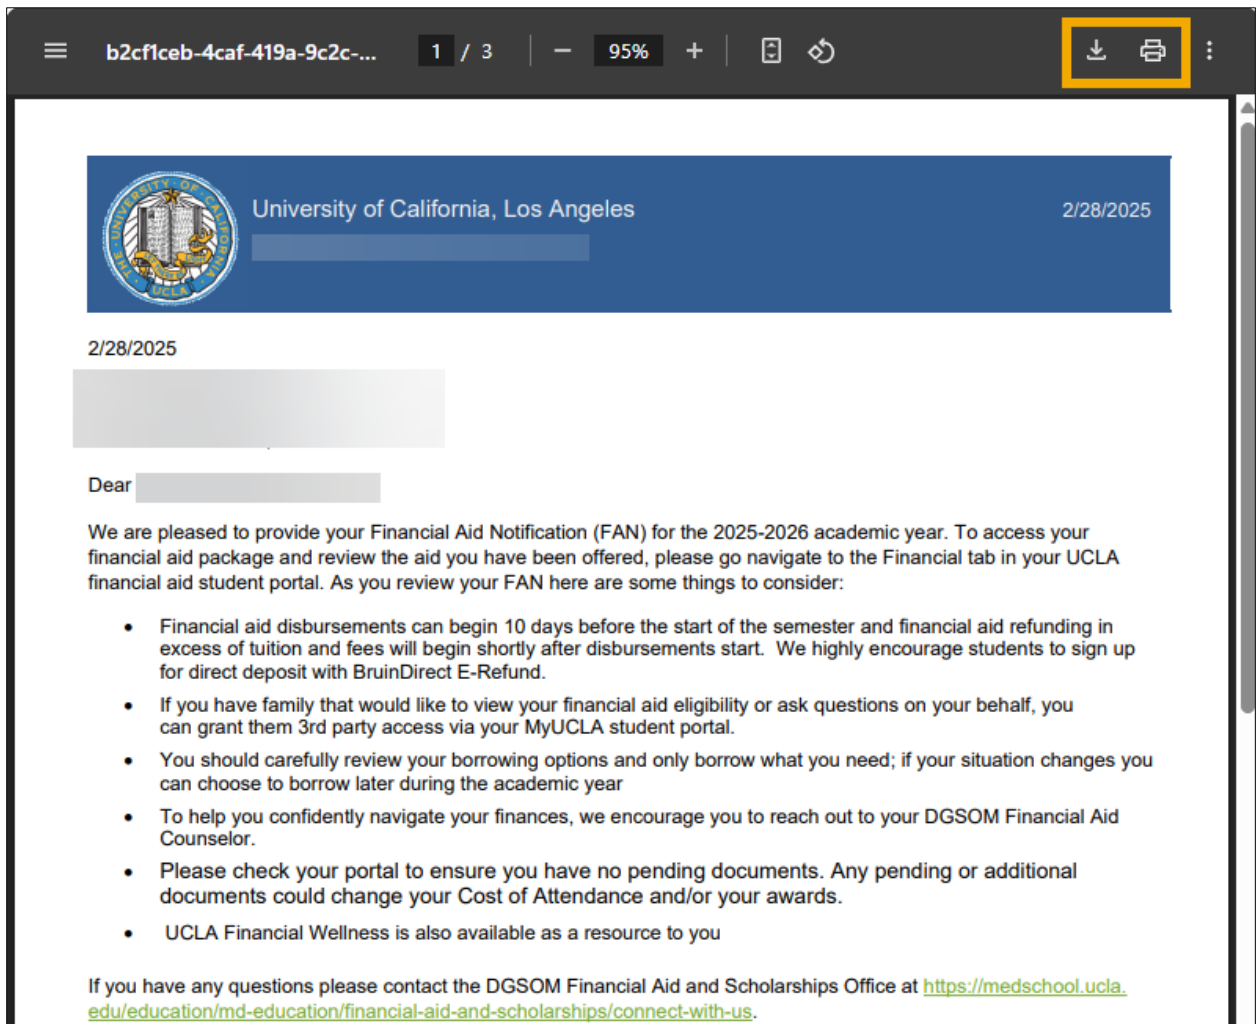 b2cf1ceb-4caf-419a-9c2c-... 1 / 3 95%
THE UNIVERSITY OF CALIFORNIA
UCLA
University of California, Los Angeles 2/28/2025
2/28/2025
Dear
We are pleased to provide your Financial Aid Notification (FAN) for the 2025-2026 academic year. To access your
financial aid package and review the aid you have been offered, please go navigate to the Financial tab in your UCLA
financial aid student portal. As you review your FAN here are some things to consider:
• Financial aid disbursements can begin 10 days before the start of the semester and financial aid refunding in
excess of tuition and fees will begin shortly after disbursements start. We highly encourage students to sign up
for direct deposit with BruinDirect E-Refund.
• If you have family that would like to view your financial aid eligibility or ask questions on your behalf, you
can grant them 3rd party access via your MyUCLA student portal.
• You should carefully review your borrowing options and only borrow what you need; if your situation changes you
can choose to borrow later during the academic year
• To help you confidently navigate your finances, we encourage you to reach out to your DGSOM Financial Aid
Counselor.
• Please check your portal to ensure you have no pending documents. Any pending or additional
documents could change your Cost of Attendance and/or your awards.
• UCLA Financial Wellness is also available as a resource to you
If you have any questions please contact the DGSOM Financial Aid and Scholarships Office at https://medschool.ucla.
edu/education/md-education/financial-aid-and-scholarships/connect-with-us.